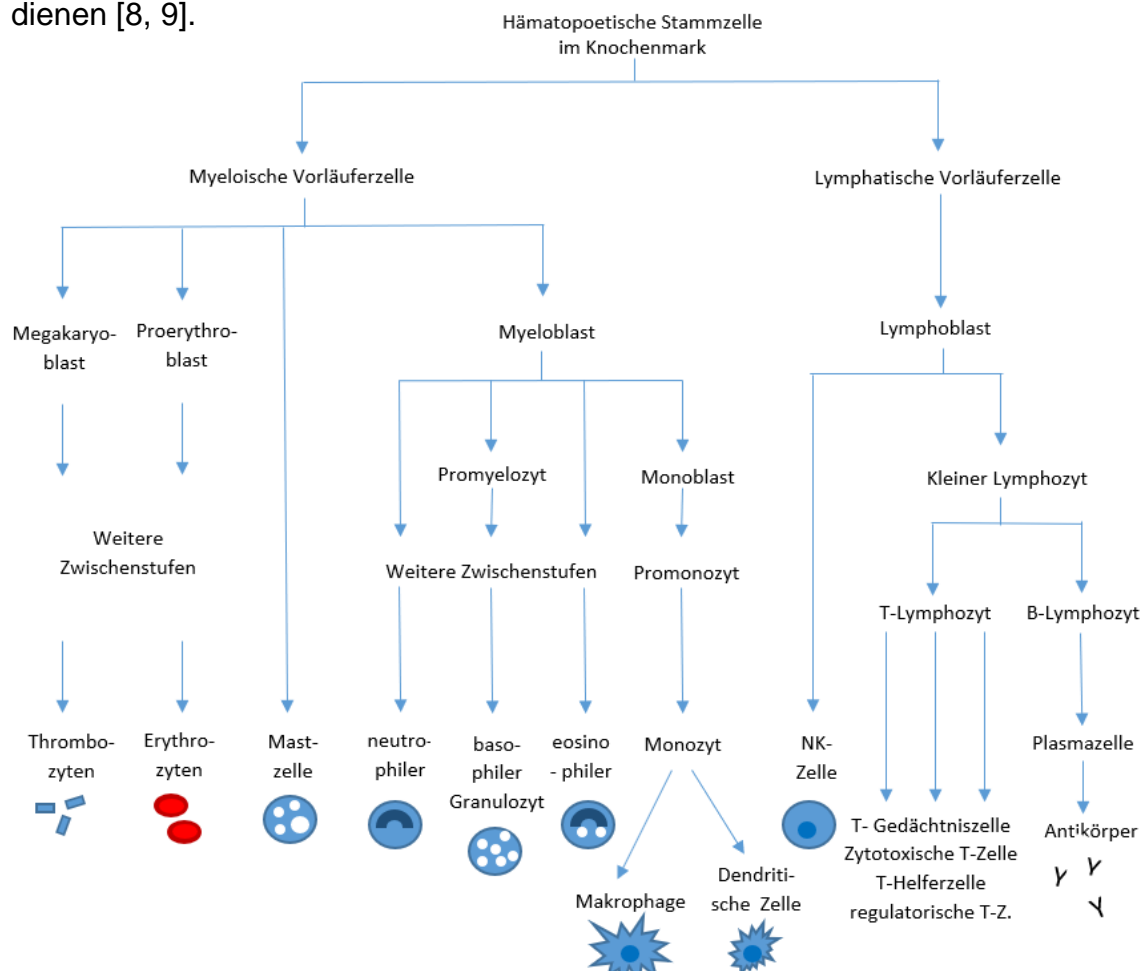 dienen [8, 9].
Hämatopoetische Stammzelle
im Knochenmark
Myeloische Vorläuferzelle
Lymphatische Vorläuferzelle
Megakaryo-
blast
Proerythro-
blast
Myeloblast
Lymphoblast
Promyelozyt
Monoblast
Kleiner Lymphozyt
Weitere
Zwischenstufen
Weitere Zwischenstufen
Promonozyt
T-Lymphozyt
B-Lymphozyt
Thrombo-
zyten
Erythro-
zyten
Mast-
zelle
neutro-
philer
baso-
philer
Granulozyt
eosino
- philer
Monozyt
NK-
Zelle
Plasmazelle
T- Gedächtniszelle
Zytotoxische T-Zelle
T-Helferzelle
regulatorische T-Z.
Antikörper
Makrophage
Dendriti-
sche Zelle